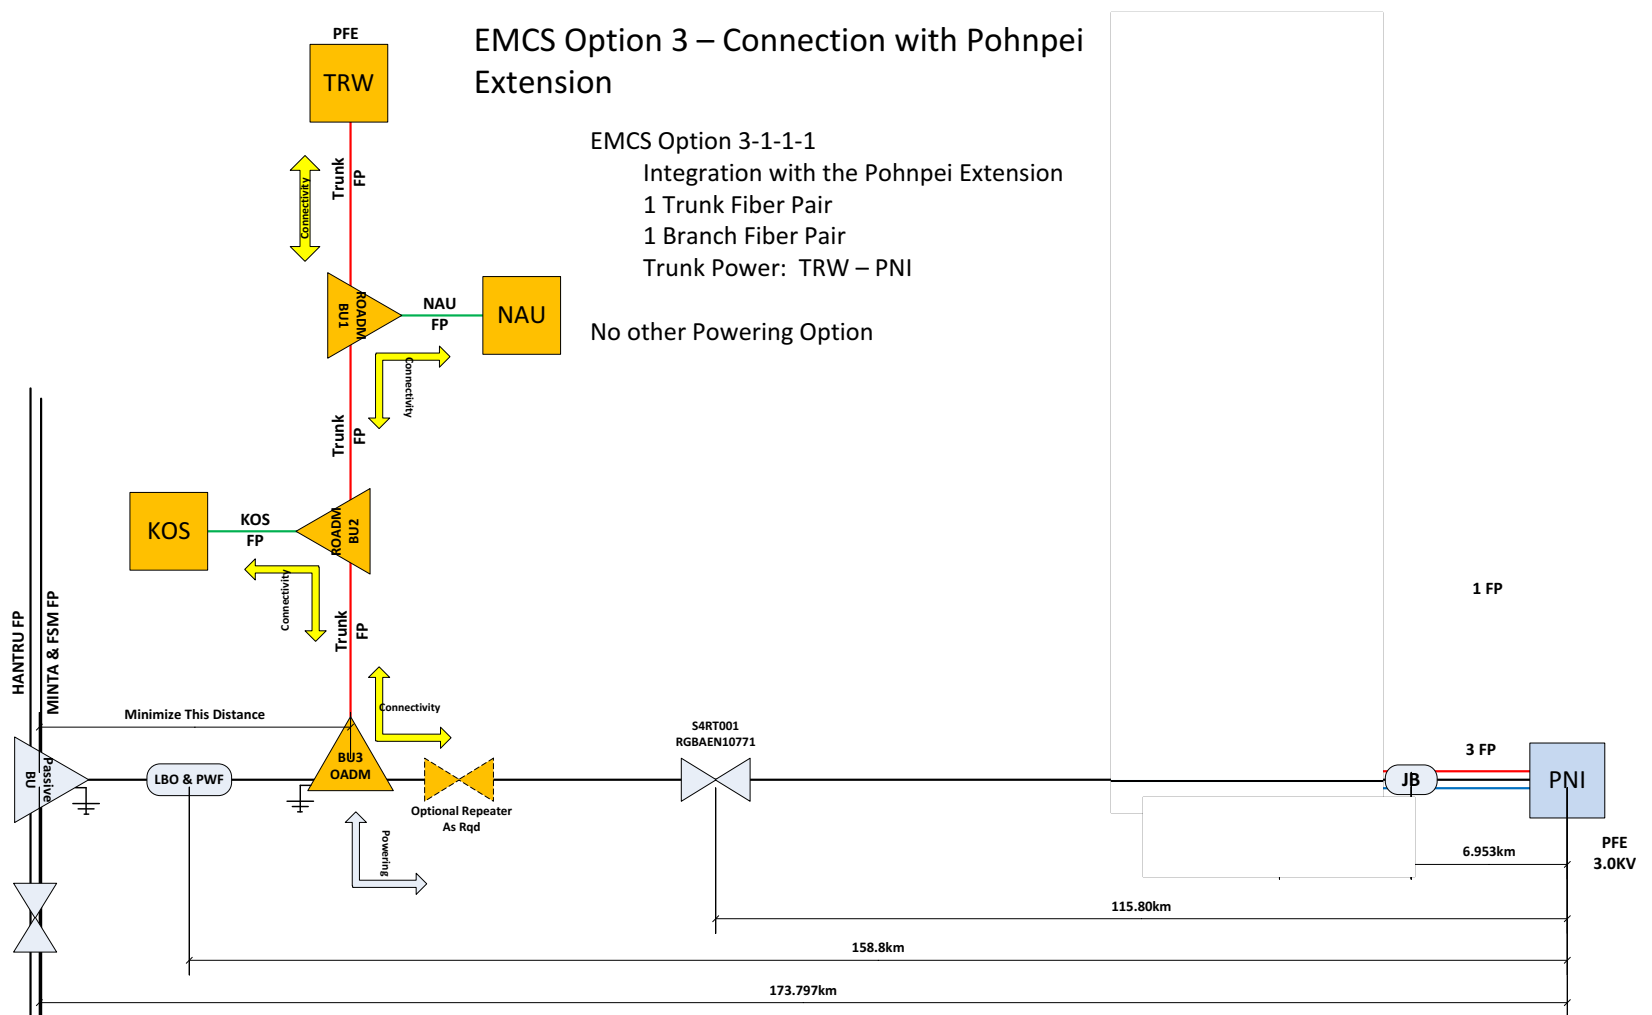 PFE
TRW
EMCS Option 3 – Connection with Pohnpei
Extension
EMCS Option 3-1-1-1
Integration with the Pohnpei Extension
1 Trunk Fiber Pair
1 Branch Fiber Pair
Trunk Power: TRW – PNI
No other Powering Option
Connectivity
Trunk
FP
ROADM
BU1
NAU
FP
NAU
Connectivity
Trunk
FP
KOS
KOS
FP
ROADM
BU2
Connectivity
Trunk
FP
1 FP
HANTRU FP
MINTA & FSM FP
Minimize This Distance
Connectivity
S4RT001
RGBAEN10771
Passive
BU
LBO & PWF
BU3
OADM
Optional Repeater
As Rqd
Powering
3 FP
JB
PNI
PFE
3.0KV
6.953km
115.80km
158.8km
173.797km